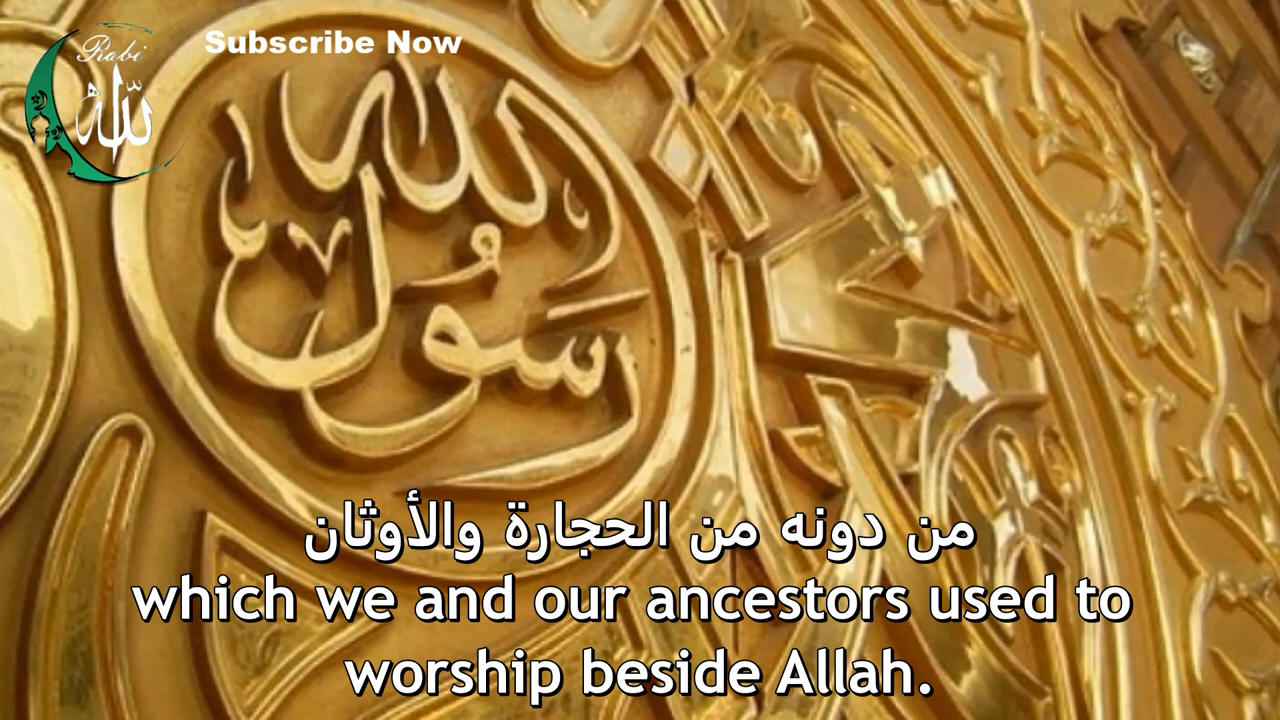 Rabi
الله
Subscribe Now
الله
رسول
من دونه من الحجارة والأوثان
which we and our ancestors used to
worship beside Allah.